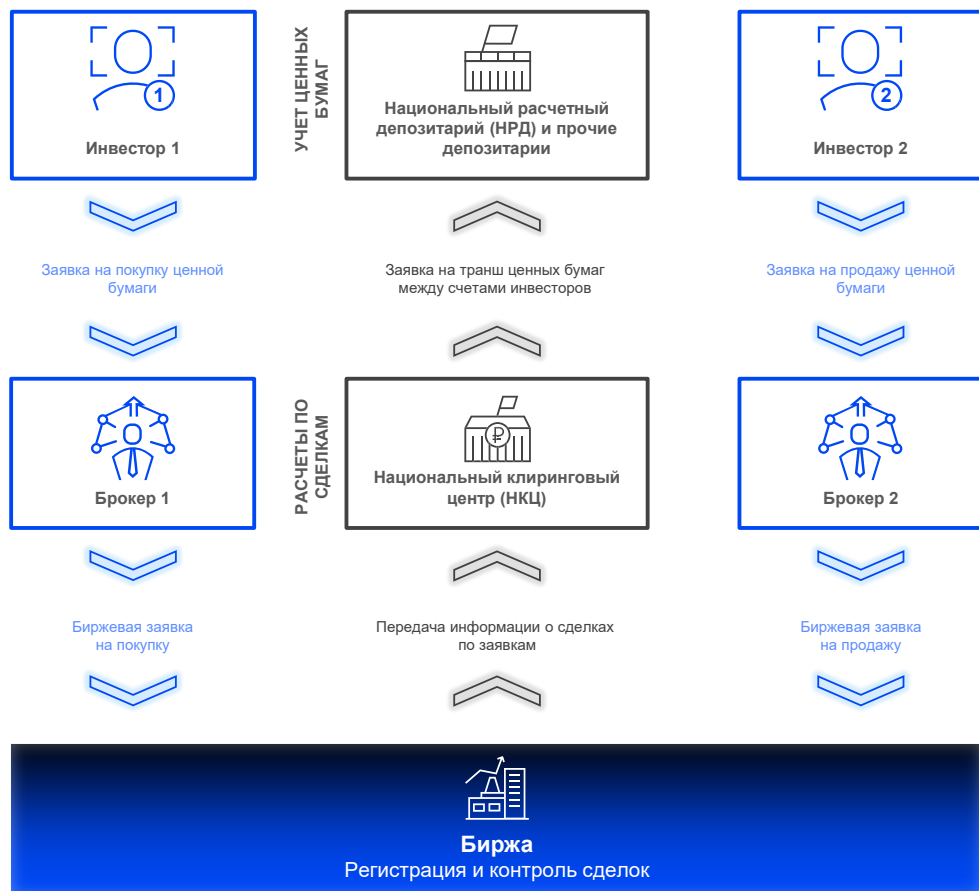 1
Инвестор 1
УЧЕТ ЦЕННЫХ
БУМАГ
Национальный расчетный
депозитарий (НРД) и прочие
депозитарии
2
Инвестор 2
Заявка на покупку ценной
бумаги
Заявка на транш ценных бумаг
между счетами инвесторов
Заявка на продажу ценной
бумаги
Брокер 1
РАСЧЕТЫ ПО
СДЕЛКАМ
₽
Национальный клиринговый
центр (НКЦ)
Брокер 2
Биржевая заявка
на покупку
Передача информации о сделках
по заявкам
Биржевая заявка
на продажу
Биржа
Регистрация и контроль сделок